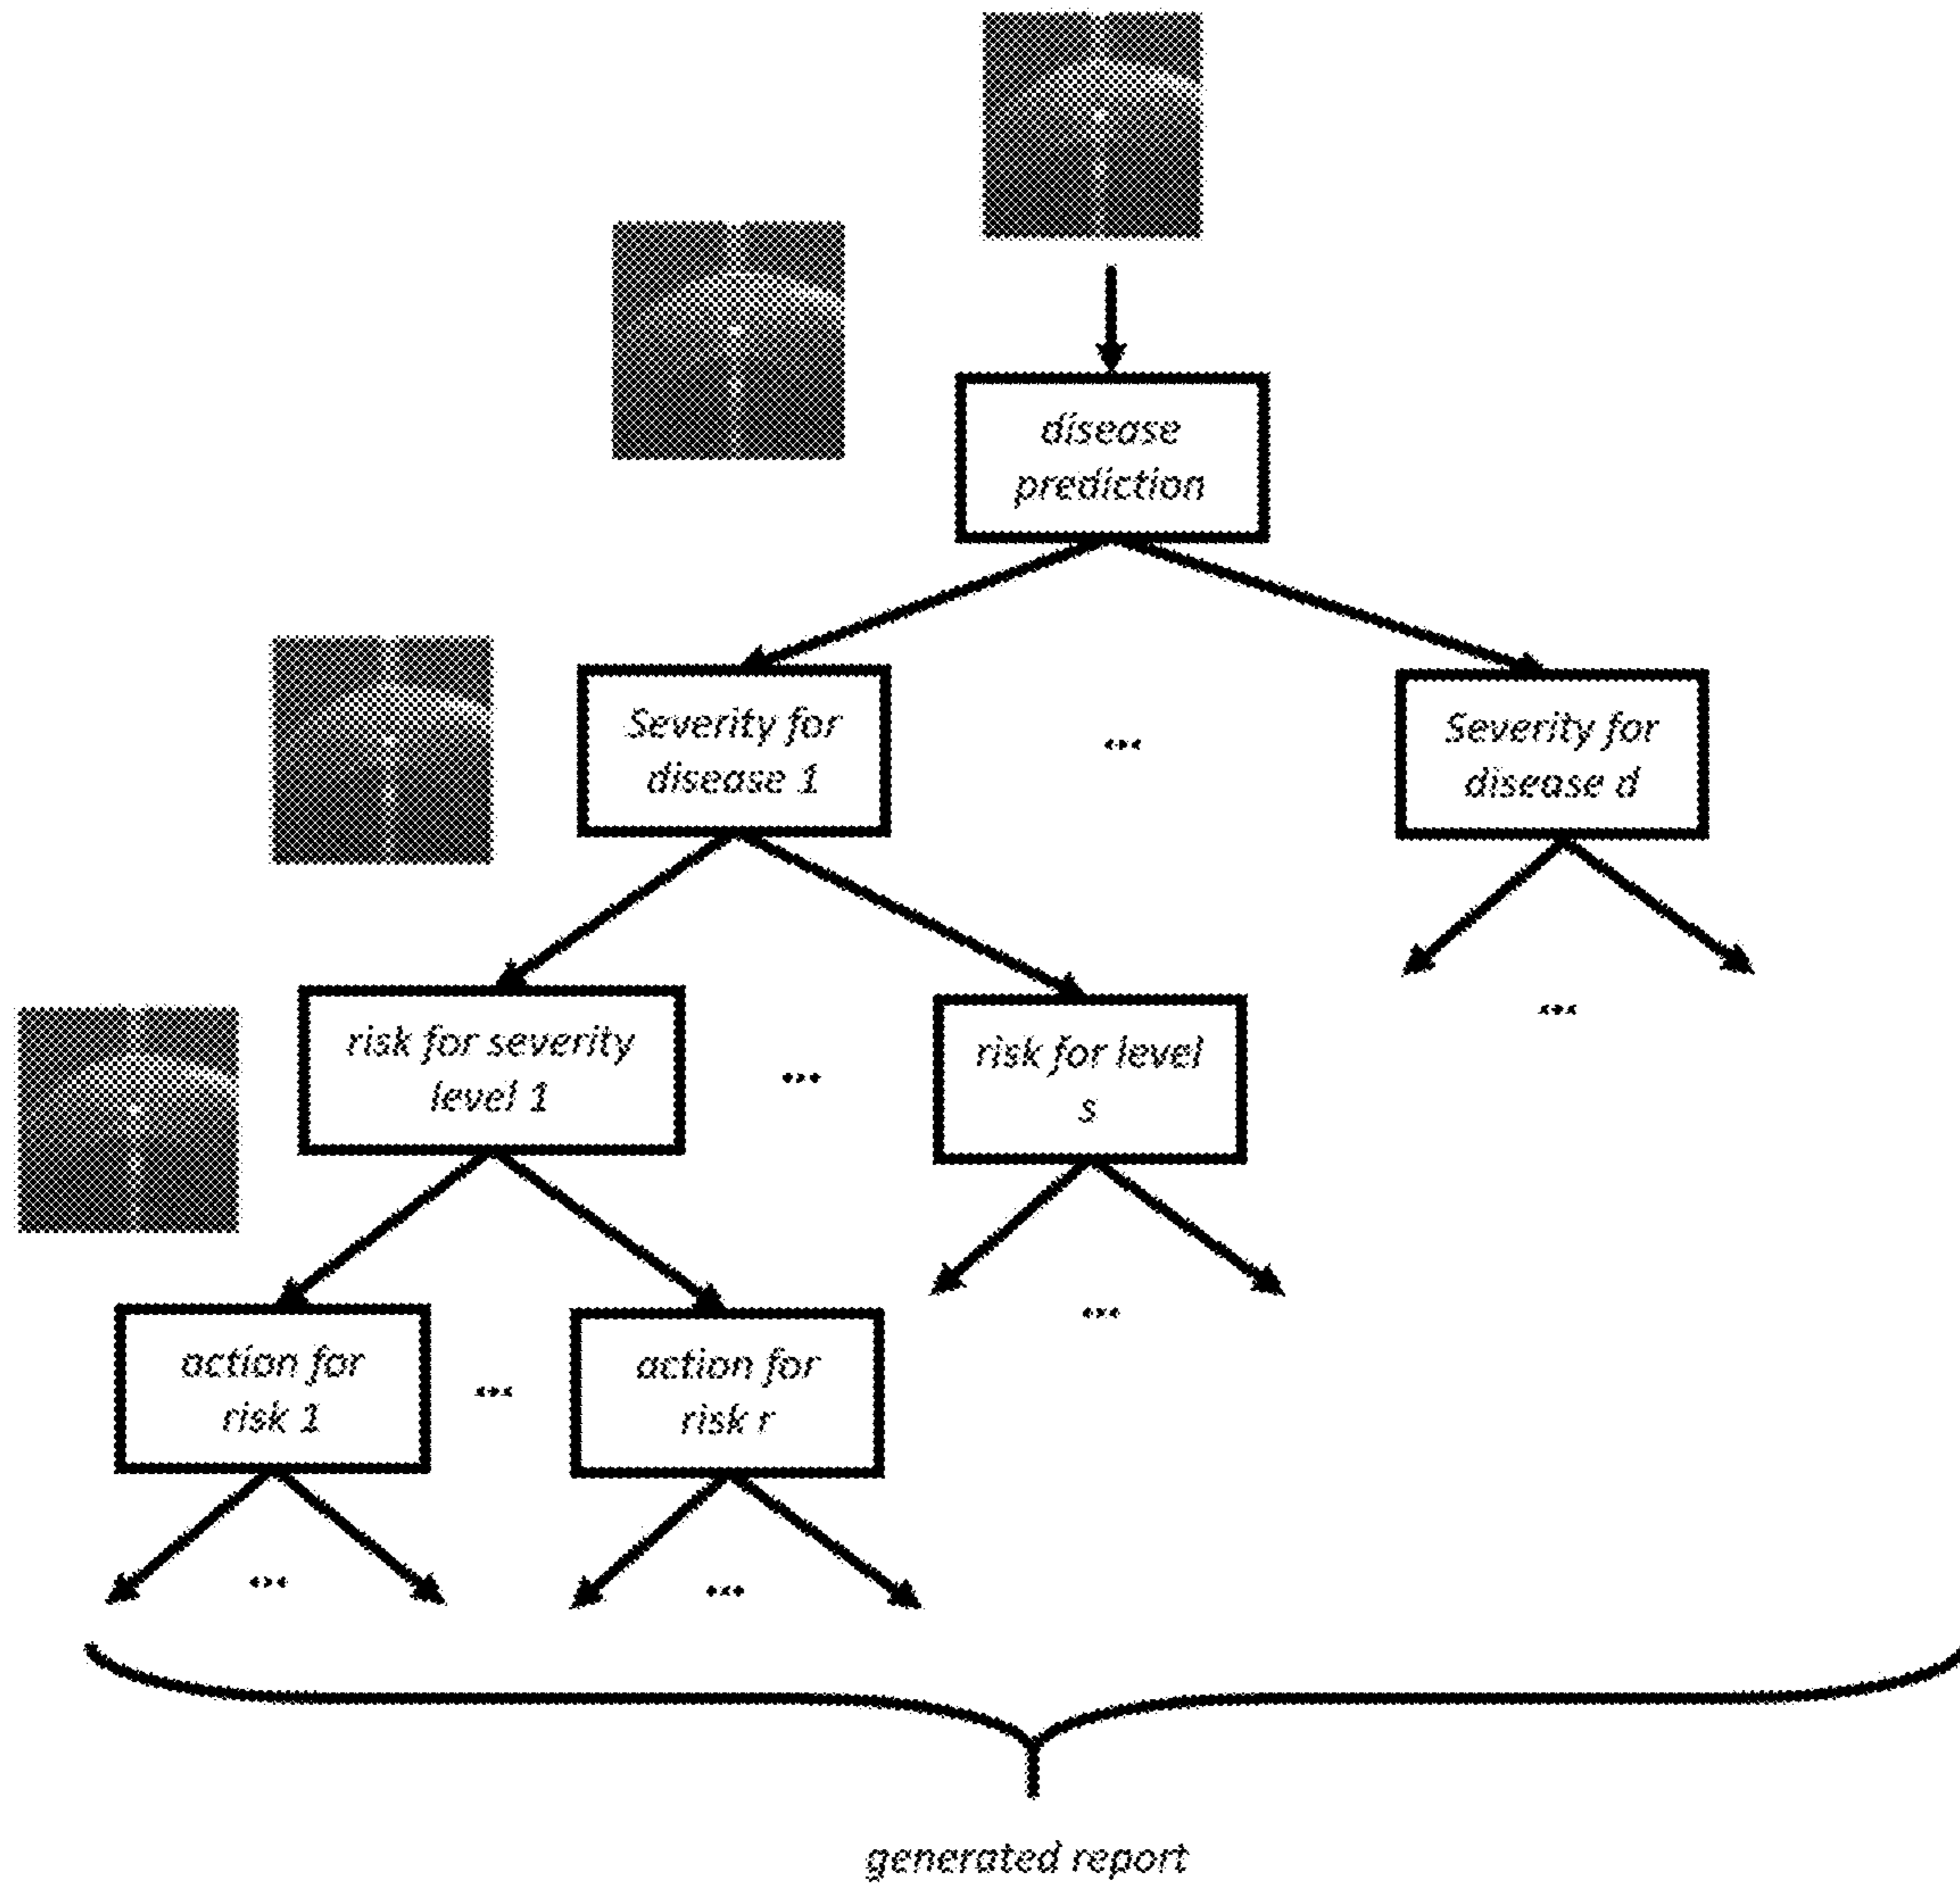 disease
prediction
Severity for
disease 1
...
Severity for
disease d
...
risk for severity
level 1
...
risk for level
s
...
action for
risk 1
...
action for
risk r
...
...
generated report